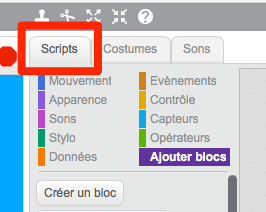 Scripts Costumes Sons
Mouvement Evènements
Apparence Contrôle
Sons Capteurs
Stylo Opérateurs
Données Ajouter blocs
Créer un bloc